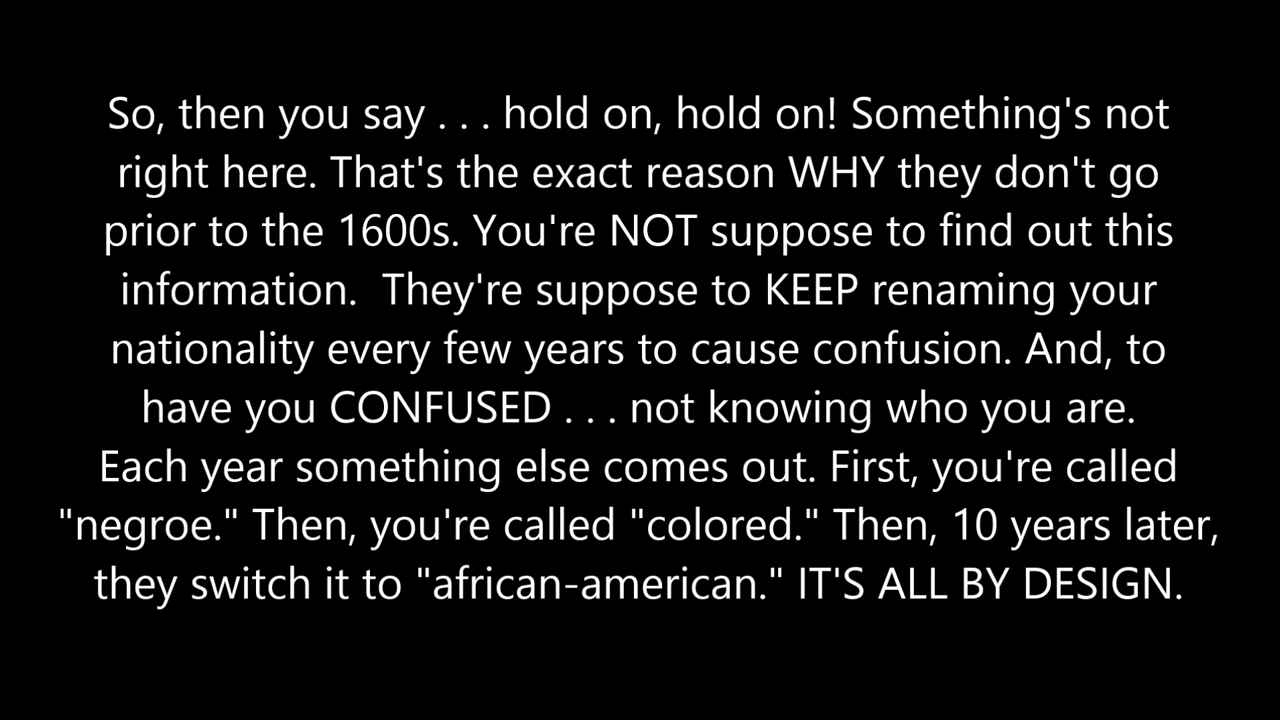 So, then you say . . . hold on, hold on! Something's not
right here. That's the exact reason WHY they don't go
prior to the 1600s. You're NOT suppose to find out this
information.  They're suppose to KEEP renaming your
nationality every few years to cause confusion. And, to
have you CONFUSED . . . not knowing who you are.
Each year something else comes out. First, you're called
"negroe." Then, you're called "colored." Then, 10 years later,
they switch it to "african-american." IT'S ALL BY DESIGN.